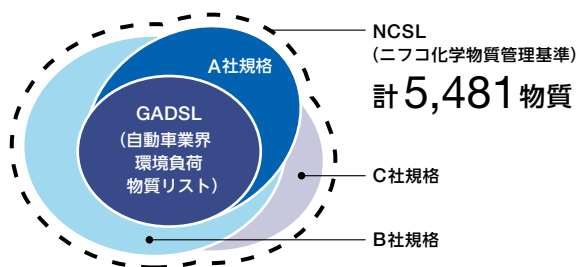 NCSL
(ニフコ化学物質管理基準)
計5,481物質
A社規格
GADSL
(自動車業界
環境負荷
物質リスト)
C社規格
B社規格